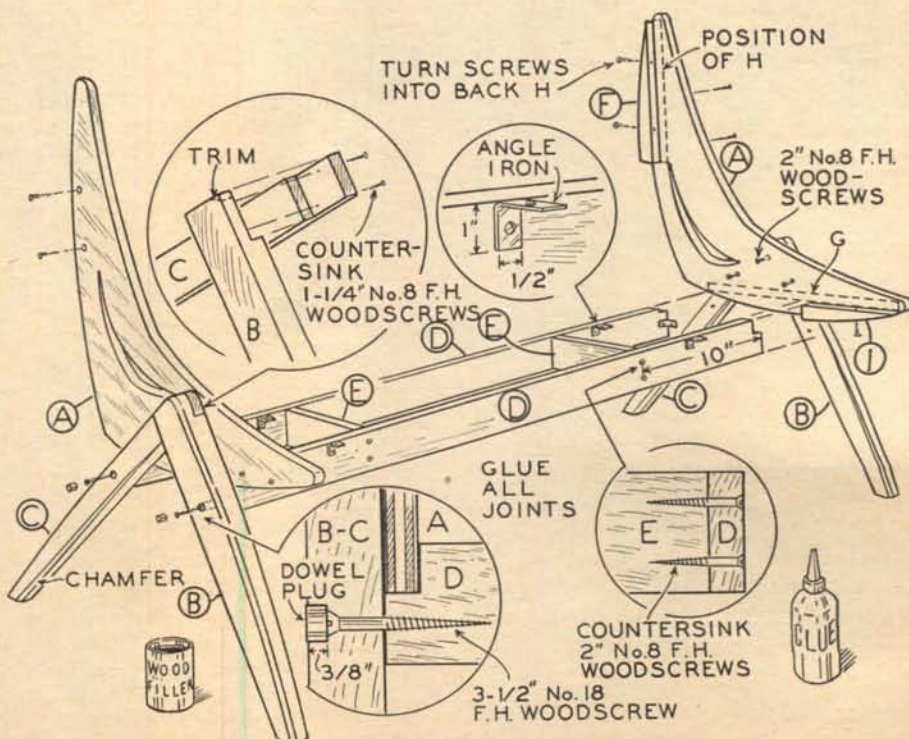 TURN SCREWS
INTO BACK H
POSITION
OF H
F
A
2" No.8 F.H.
WOOD-
SCREWS
G
I
B
C
TRIM
C
B
COUNTER-
SINK
1-1/4" No.8 F.H.
WOODSCREWS
ANGLE
IRON
1"
1/2"
D
E
E
D
10"
A
C
CHAMFER
B
GLUE
ALL
JOINTS
B-C
A
D
DOWEL
PLUG
3/8"
3-1/2" No.18
F.H. WOODSCREW
E
D
COUNTERSINK
2" No.8 F.H.
WOODSCREWS
WOOD
FILLER
GLUE